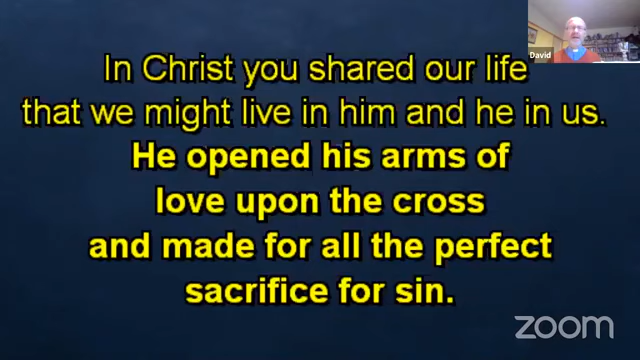 David
In Christ you shared our life
that we might live in him and he in us.
He opened his arms of
love upon the cross
and made for all the perfect
sacrifice for sin.
zoom